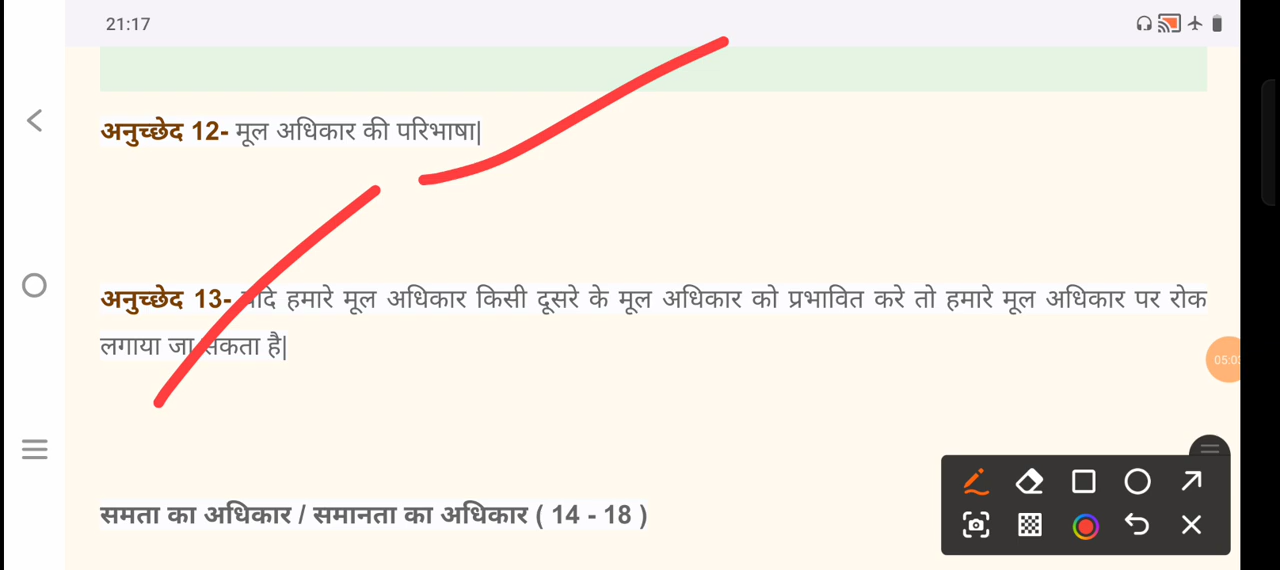 21:17
अनुच्छेद 12- मूल अधिकार की परिभाषा|
अनुच्छेद 13- यदि हमारे मूल अधिकार किसी दूसरे के मूल अधिकार को प्रभावित करे तो हमारे मूल अधिकार पर रोक
लगाया जा सकता है|
समता का अधिकार / समानता का अधिकार ( 14 - 18 )